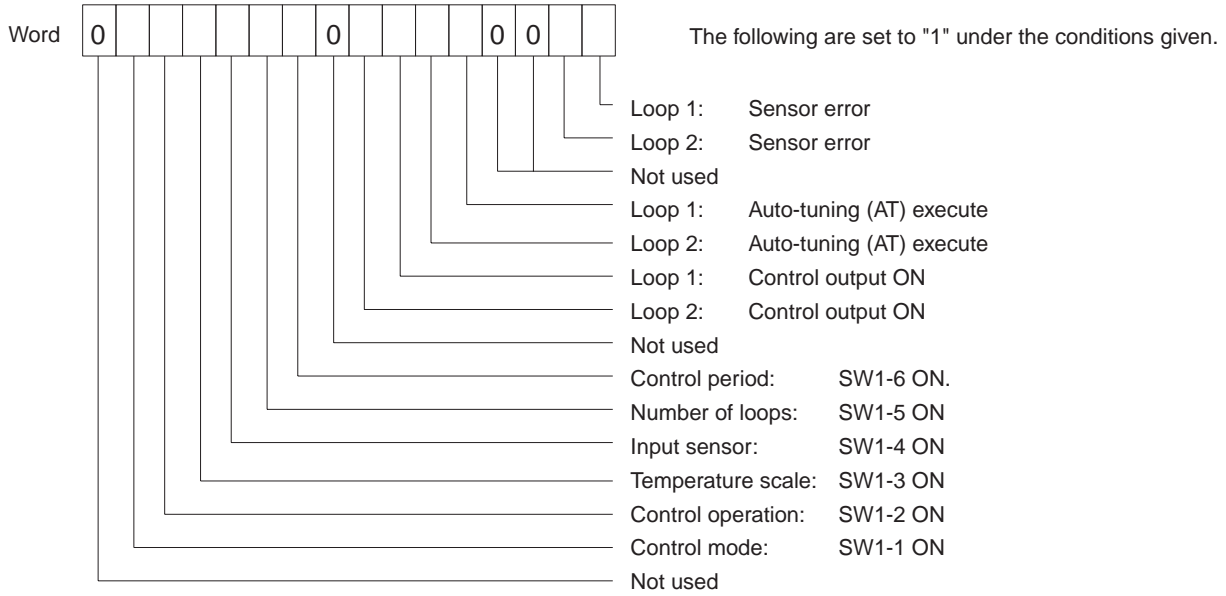 Word 0 0 0 0 The following are set to "1" under the conditions given.
Loop 1: Sensor error
Loop 2: Sensor error
Not used
Loop 1: Auto-tuning (AT) execute
Loop 2: Auto-tuning (AT) execute
Loop 1: Control output ON
Loop 2: Control output ON
Not used
Control period: SW1-6 ON.
Number of loops: SW1-5 ON
Input sensor: SW1-4 ON
Temperature scale: SW1-3 ON
Control operation: SW1-2 ON
Control mode: SW1-1 ON
Not used